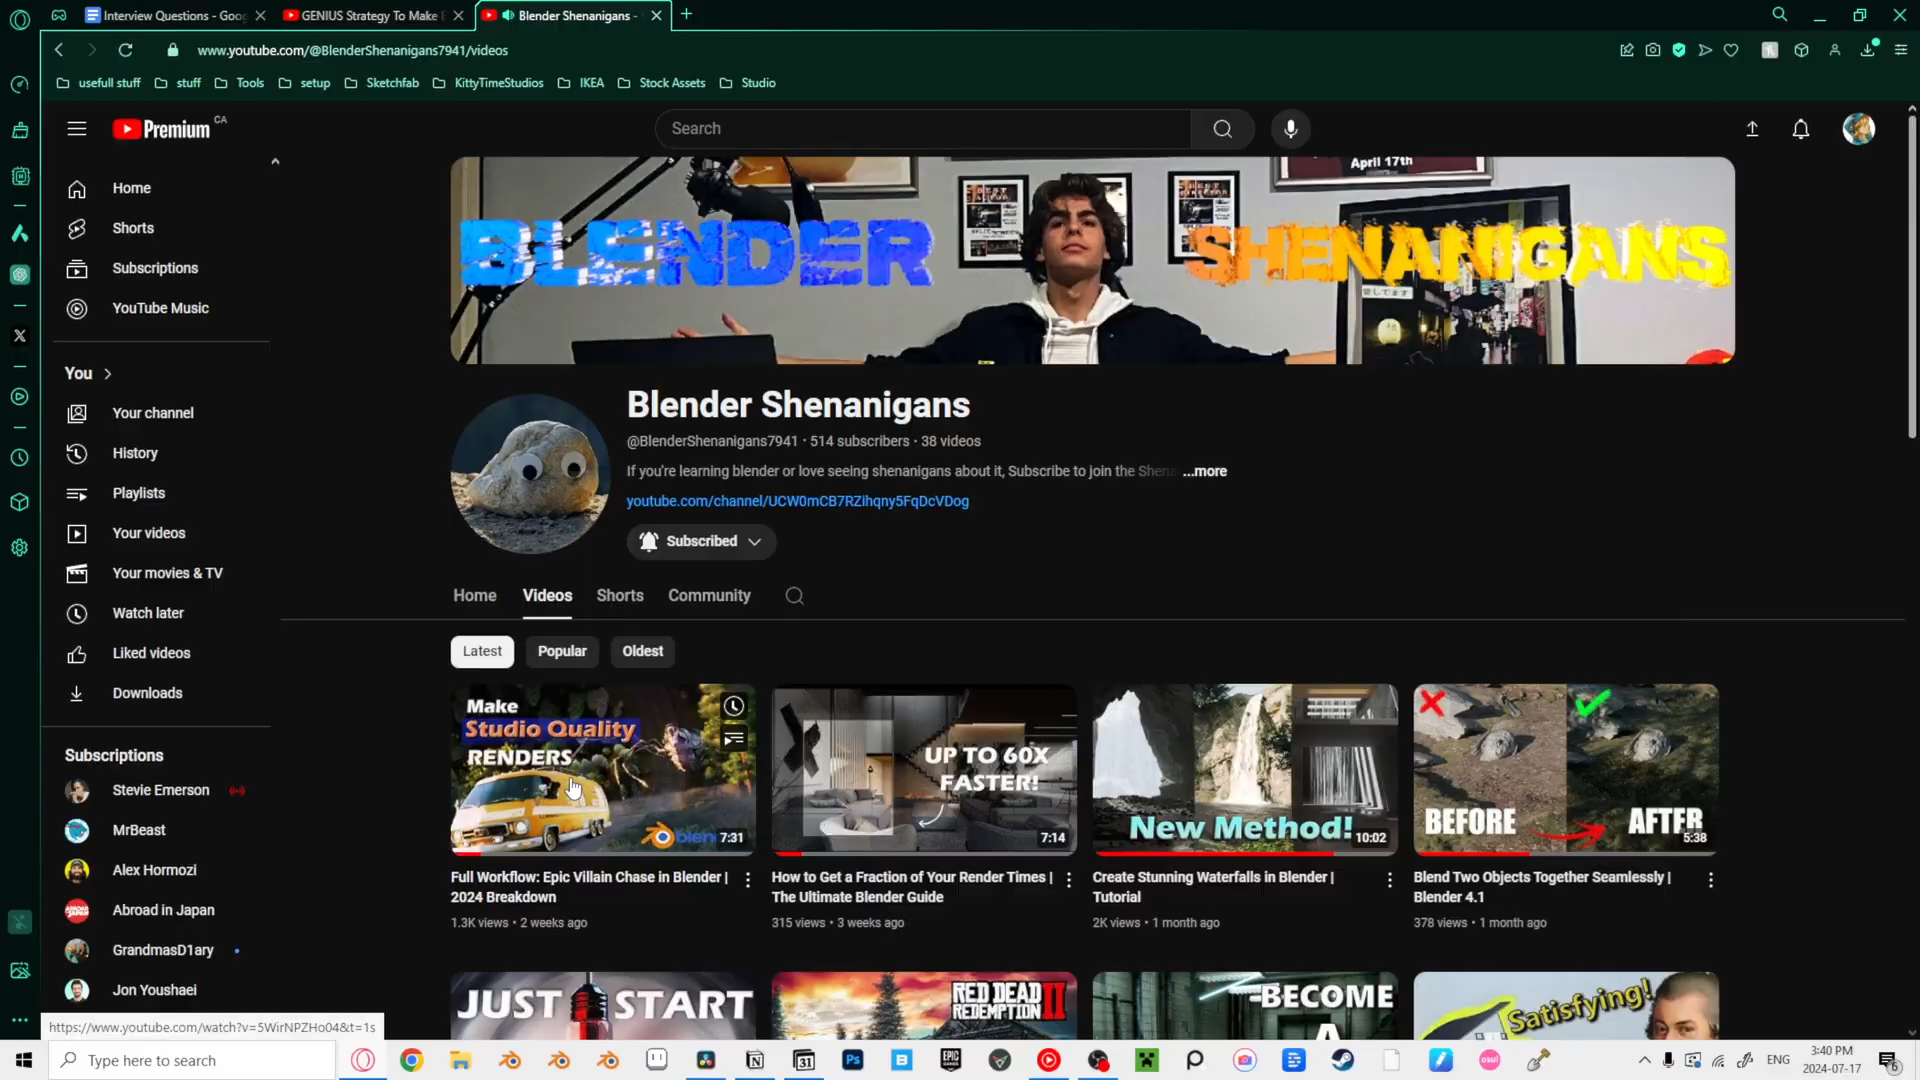 Interview Questions - Goo
GENIUS Strategy To Make B
Blender Shenanigans -
www.youtube.com/@BlenderShenanigans7941/videos
usefull stuff
stuff
Tools
setup
Sketchfab
KittyTimeStudios
IKEA
Stock Assets
Studio
Premium CA
Search
Home
Shorts
Subscriptions
YouTube Music
You
Your channel
History
Playlists
Your videos
Your movies & TV
Watch later
Liked videos
Downloads
Subscriptions
Stevie Emerson
MrBeast
Alex Hormozi
Abroad in Japan
GrandmasD1ary
Jon Youshaei
April 17th
BLENDER
SHENANIGANS
Blender Shenanigans
@BlenderShenanigans7941 · 514 subscribers · 38 videos
If you're learning blender or love seeing shenanigans about it, Subscribe to join the Shena ...more
youtube.com/channel/UCW0mCB7RZihqny5FqDcVDog
Subscribed
Home
Videos
Shorts
Community
Latest
Popular
Oldest
Make
Studio Quality
RENDERS
blen
7:31
Full Workflow: Epic Villain Chase in Blender |
2024 Breakdown
1.3K views · 2 weeks ago
UP TO 60X
FASTER!
7:14
How to Get a Fraction of Your Render Times |
The Ultimate Blender Guide
315 views · 3 weeks ago
New Method!
10:02
Create Stunning Waterfalls in Blender |
Tutorial
2K views · 1 month ago
BEFORE
AFTER
5:38
Blend Two Objects Together Seamlessly |
Blender 4.1
378 views · 1 month ago
JUST START
RED DEAD
REDEMPTION II
BECOME
A
Satisfying!
https://www.youtube.com/watch?v=5WirNPZHo04&t=1s
Type here to search
31
Ps
EPIC
GAMES
osu!
ENG
3:40 PM
2024-07-17
6